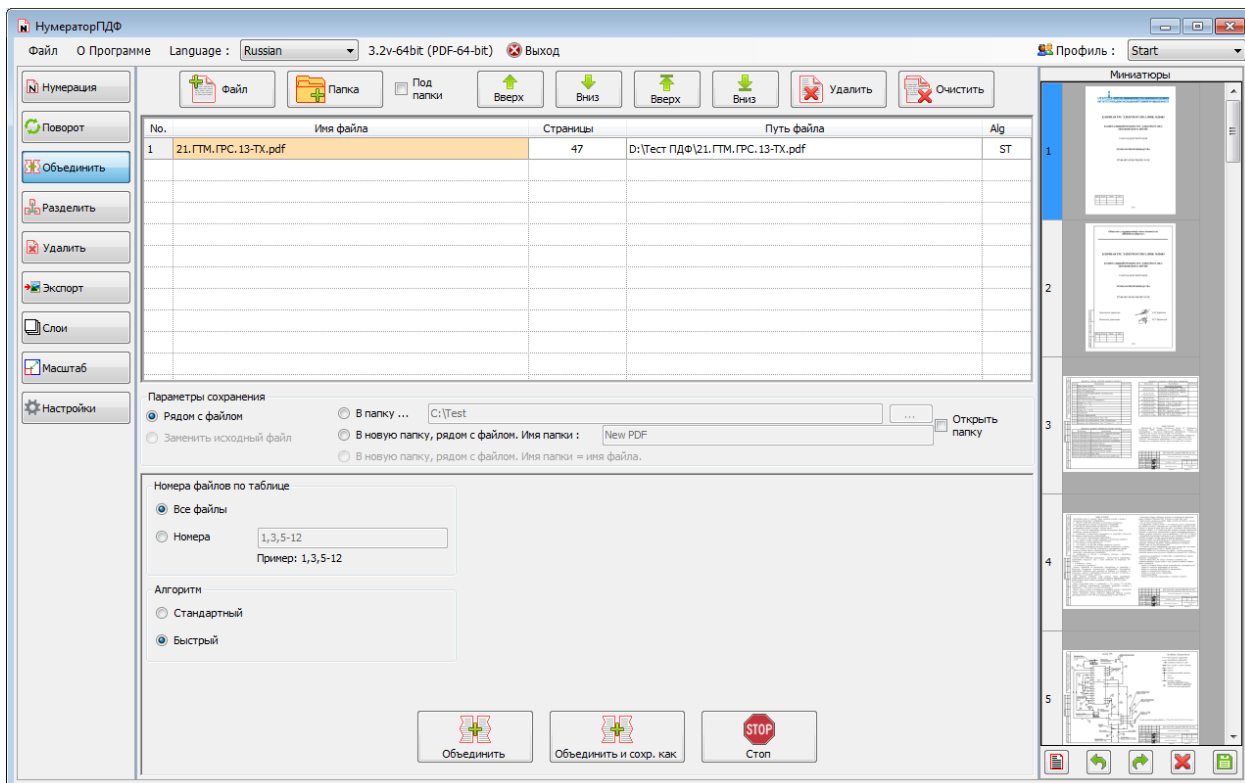 НумераторПДФ
Файл О Программе Language : Russian 3.2v-64bit (PDF-64-bit) Выход Профиль : Start
Нумерация
Поворот
Объединить
Разделить
Удалить
Экспорт
Слои
Масштаб
Настройки
Файл Папка Под папки Вверх Вниз Вверх Вниз Удалить Очистить
No. Имя файла Страницы Путь файла Alg
1 21.ГТМ.ГРС.13-ТХ.pdf 47 D:\Тест ПДФ\21.ГТМ.ГРС.13-ТХ.pdf ST
Параметры сохранения
Рядом с файлом В папку ... C:\Test
Заменить исходный файл В новую папку, рядом с файлом. Имя папки : New PDF
В новую папку, рядом с файлом. Имя папки = имя файла.
Открыть папку
Номера файлов по таблице
Все файлы
Номера 1,3,5-12
Пример: 1,3,5-12
Алгоритм
Стандартный
Быстрый
Объединить Объединить и сохр. как STOP Стоп
Миниатюры
1
2
3
4
5